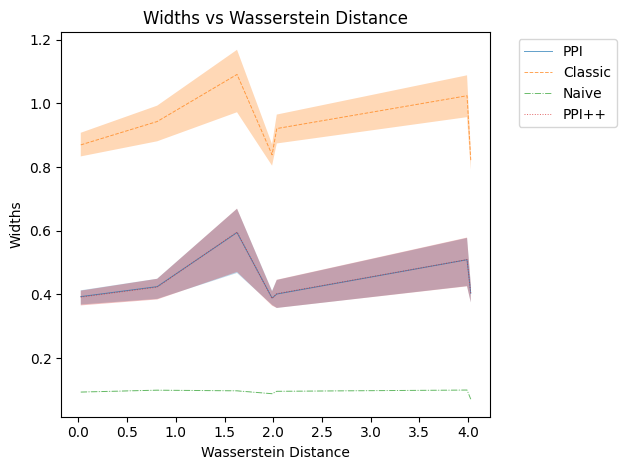 Widths vs Wasserstein Distance
PPI
Classic
Naive
PPI++
1.2
1.0
0.8
0.6
0.4
0.2
Widths
0.0 0.5 1.0 1.5 2.0 2.5 3.0 3.5 4.0
Wasserstein Distance